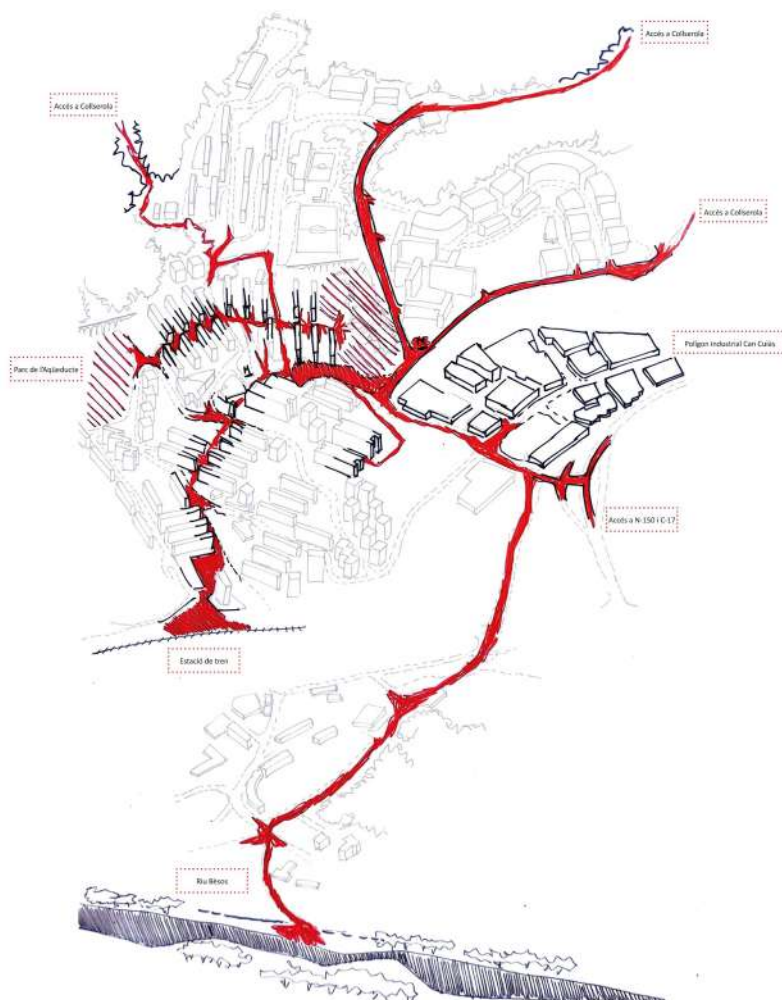 Accés a Collserola
Accés a Collserola
Accés a Collserola
Polígon industrial Can Cuiàs
Parc de l'Aqüeducte
Accés a N-150 i C-17
Estació de tren
Riu Bèsos